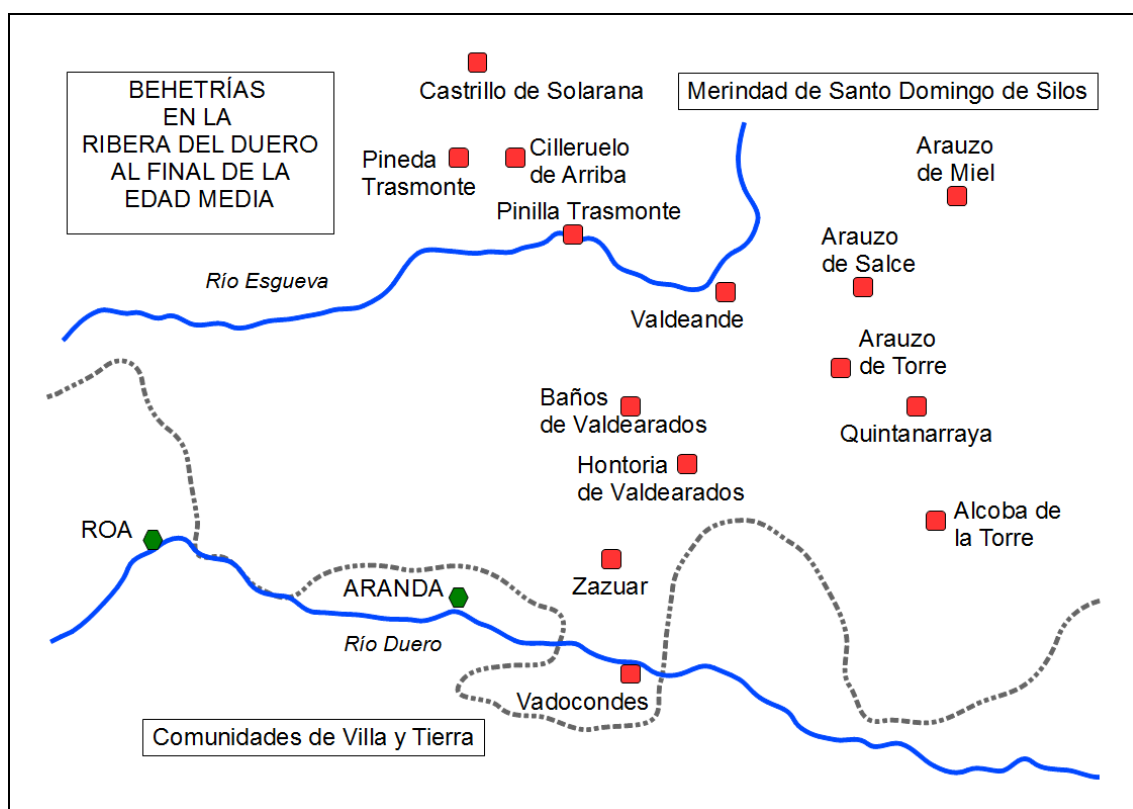 BEHETRÍAS
EN LA
RIBERA DEL DUERO
AL FINAL DE LA
EDAD MEDIA
Castrillo de Solarana
Merindad de Santo Domingo de Silos
Pineda
Trasmonte
Cilleruelo
de Arriba
Arauzo
de Miel
Pinilla Trasmonte
Río Esgueva
Arauzo
de Salce
Valdeande
Arauzo
de Torre
Baños
de Valdearados
Quintanarraya
Hontoria
de Valdearados
ROA
Alcoba de
la Torre
ARANDA
Zazuar
Río Duero
Vadocondes
Comunidades de Villa y Tierra